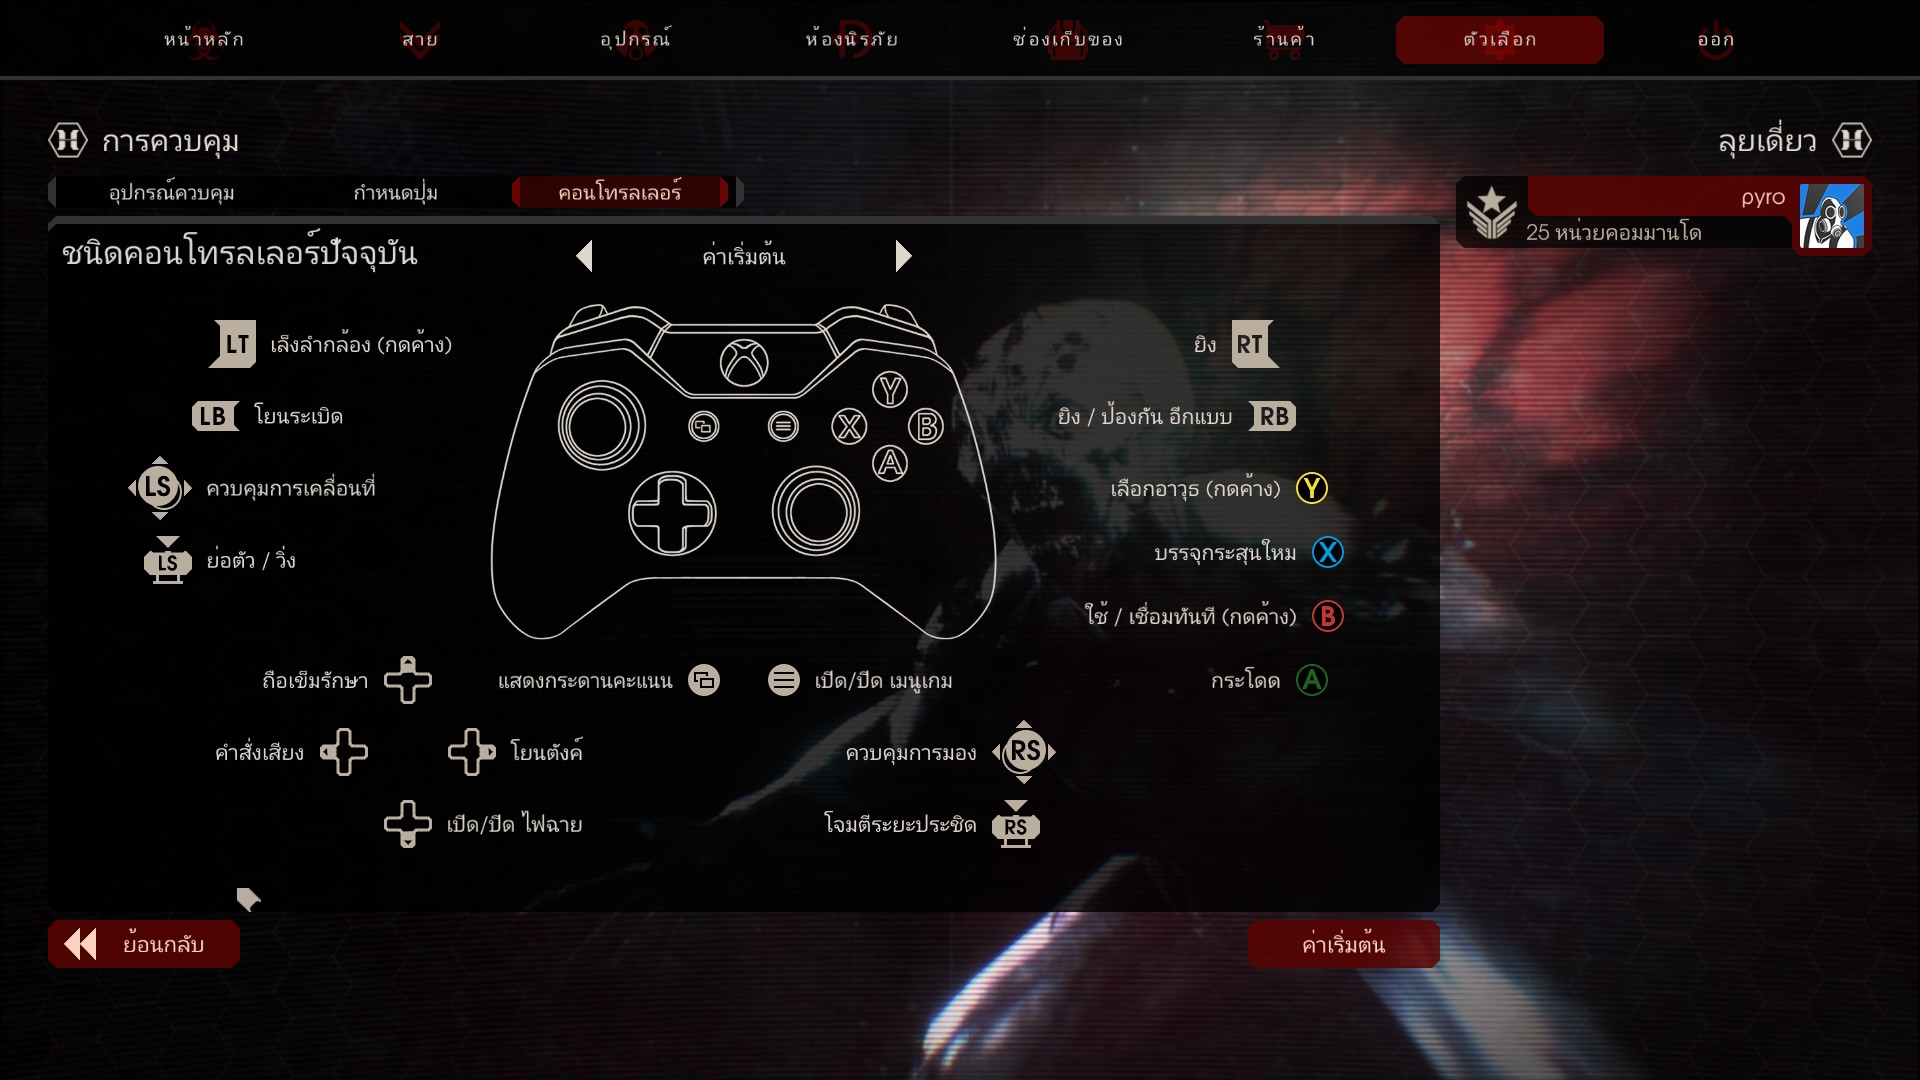 หน้าหลัก สาย อุปกรณ์ ห้องนิรภัย ช่องเก็บของ ร้านค้า ตัวเลือก ออก
การควบคุม
ลุยเดี่ยว
อุปกรณ์ควบคุม กำหนดปุ่ม คอนโทรลเลอร์
pyro
25 หน่วยคอมมานโด
ชนิดคอนโทรลเลอร์ปัจจุบัน ค่าเริ่มต้น
LT เล็งลำกล้อง (กดค้าง)
ยิง RT
LB โยนระเบิด
ยิง / ป้องกัน อีกแบบ RB
Y
X B
A
LS ควบคุมการเคลื่อนที่
เลือกอาวุธ (กดค้าง) Y
LS ย่อตัว / วิ่ง
บรรจุกระสุนใหม่ X
ใช้ / เชื่อมทันที (กดค้าง) B
ถือเข็มรักษา
แสดงกระดานคะแนน
เปิด/ปิด เมนูเกม
กระโดด A
คำสั่งเสียง
โยนตังค์
ควบคุมการมอง RS
เปิด/ปิด ไฟฉาย
โจมตีระยะประชิด RS
ย้อนกลับ
ค่าเริ่มต้น